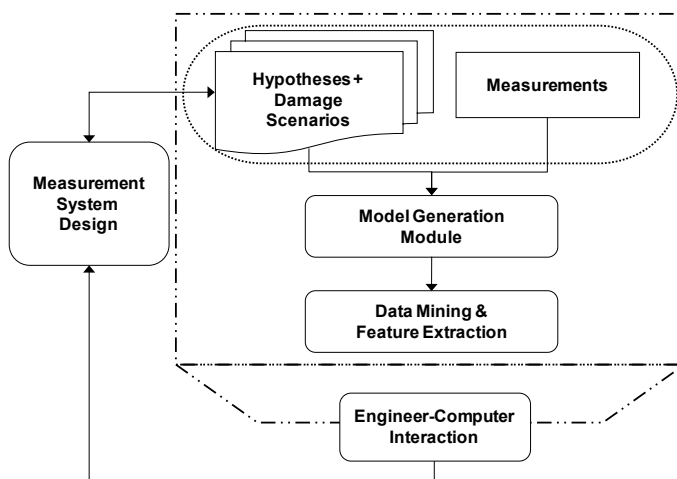 Hypotheses +
Damage
Scenarios
Measurements
Measurement
System
Design
Model Generation
Module
Data Mining &
Feature Extraction
Engineer-Computer
Interaction